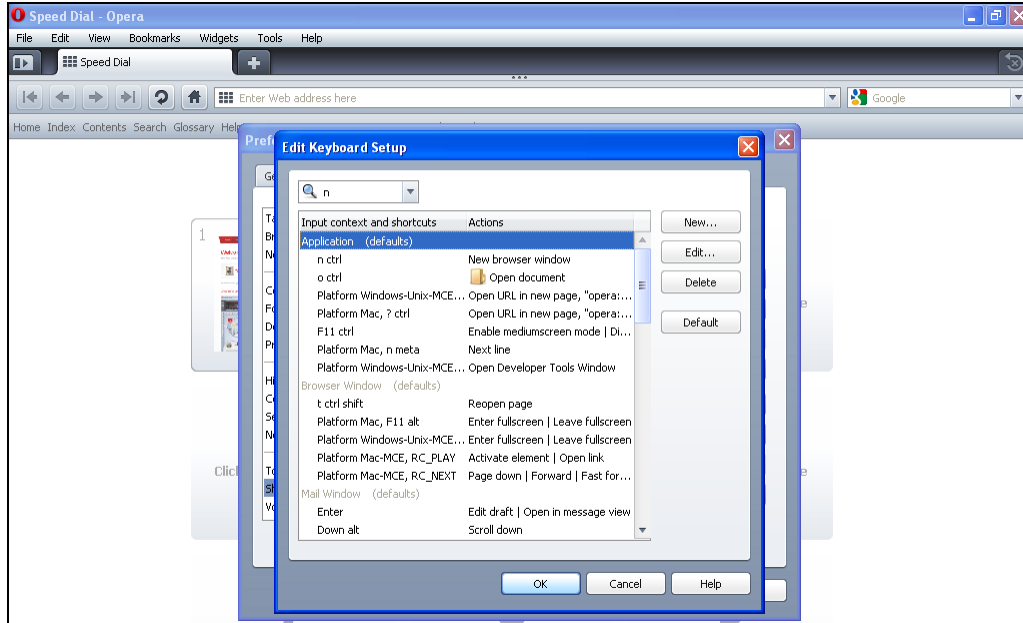 Speed Dial - Opera
File Edit View Bookmarks Widgets Tools Help
Speed Dial
Enter Web address here
Google
Home Index Contents Search Glossary Help
Pref
Edit Keyboard Setup
n
Input context and shortcuts Actions
New...
Application (defaults)
n ctrl New browser window
Edit...
o ctrl Open document
Delete
Platform Windows-Unix-MCE... Open URL in new page, "opera:...
Platform Mac, ? ctrl Open URL in new page, "opera:...
Default
F11 ctrl Enable mediumscreen mode | Di...
Platform Mac, n meta Next line
Platform Windows-Unix-MCE... Open Developer Tools Window
Browser Window (defaults)
t ctrl shift Reopen page
Platform Mac, F11 alt Enter fullscreen | Leave fullscreen
Platform Windows-Unix-MCE... Enter fullscreen | Leave fullscreen
Platform Mac-MCE, RC_PLAY Activate element | Open link
Platform Mac-MCE, RC_NEXT Page down | Forward | Fast for...
Mail Window (defaults)
Enter Edit draft | Open in message view
Down alt Scroll down
OK Cancel Help
1
Click